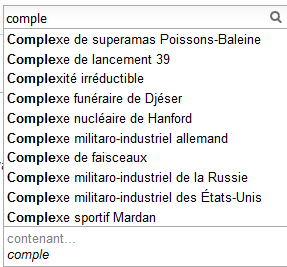 comple
Complexe de superamas Poissons-Baleine
Complexe de lancement 39
Complexité irréductible
Complexe funéraire de Djéser
Complexe nucléaire de Hanford
Complexe militaro-industriel allemand
Complexe de faisceaux
Complexe militaro-industriel de la Russie
Complexe militaro-industriel des États-Unis
Complexe sportif Mardan
contenant...
comple